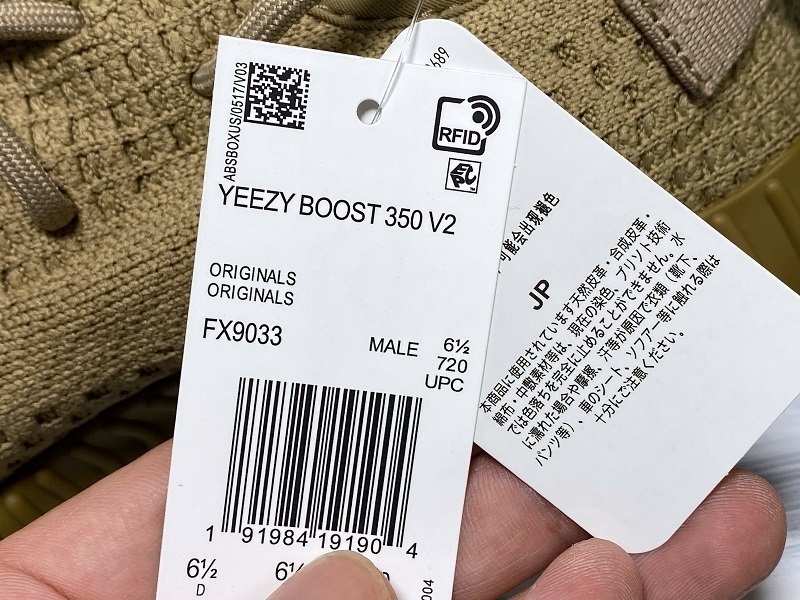 ABSBOXUS/0517/V03
RFID
YEEZY BOOST 350 V2
ORIGINALS
ORIGINALS
FX9033
MALE 6½
720
UPC
1 91984 19190 4
6½
D
004
689
可能会出现褪色
JP
本商品に使用されています天然皮革・合成皮革・
綿布・中敷素材等は、現在の染色、プリント技術
では色落ちを完全に止めることができません。水
に濡れた場合や摩擦、汗等が原因で衣類（靴下、
パンツ等）、車のシート、ソファー等に触れる際は
十分にご注意ください。